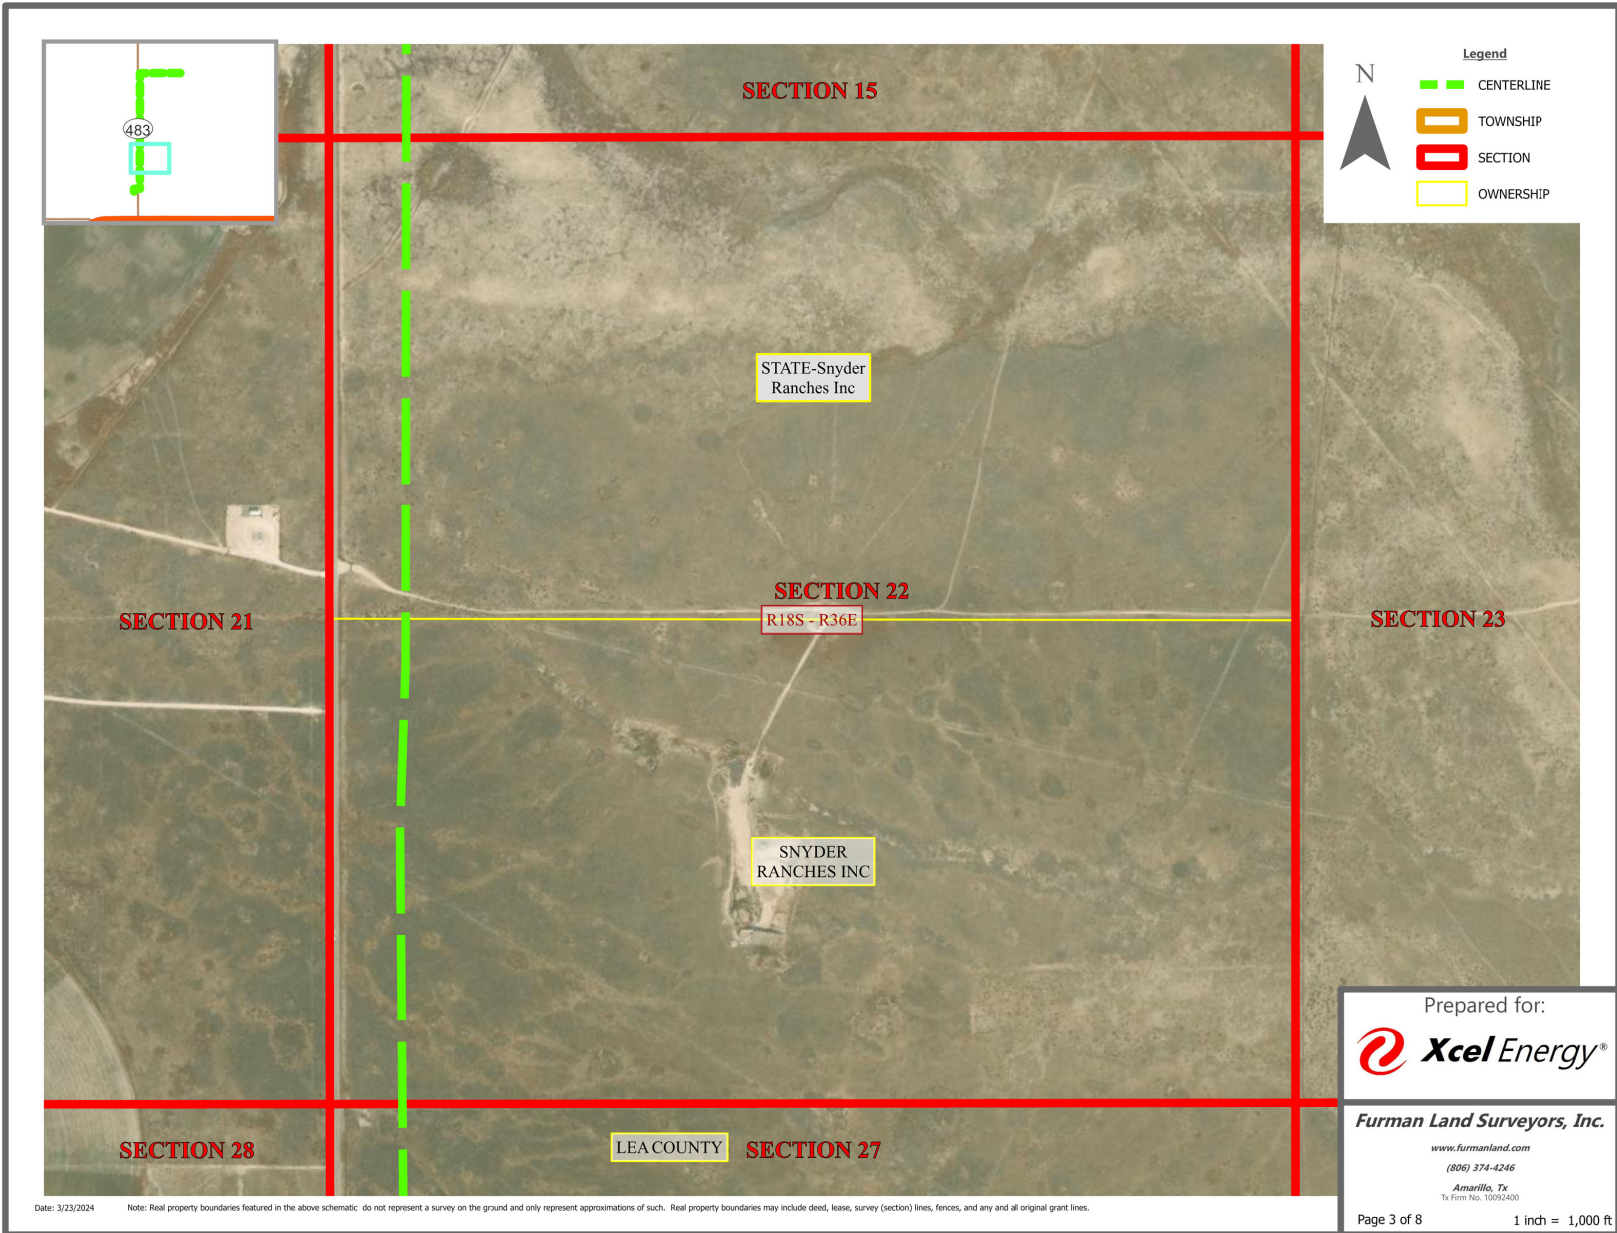 483
SECTION 15
Legend
N
CENTERLINE
TOWNSHIP
SECTION
OWNERSHIP
STATE-Snyder
Ranches Inc
SECTION 22
R18S - R36E
SECTION 21
SECTION 23
SNYDER
RANCHES INC
SECTION 28
LEA COUNTY
SECTION 27
Prepared for:
Xcel Energy®
Furman Land Surveyors, Inc.
www.furmanland.com
(806) 374-4246
Amarillo, Tx
Tx Firm No. 10092400
Page 3 of 8
1 inch = 1,000 ft
Date: 3/23/2024
Note: Real property boundaries featured in the above schematic do not represent a survey on the ground and only represent approximations of such. Real property boundaries may include deed, lease, survey (section) lines, fences, and any and all original grant lines.